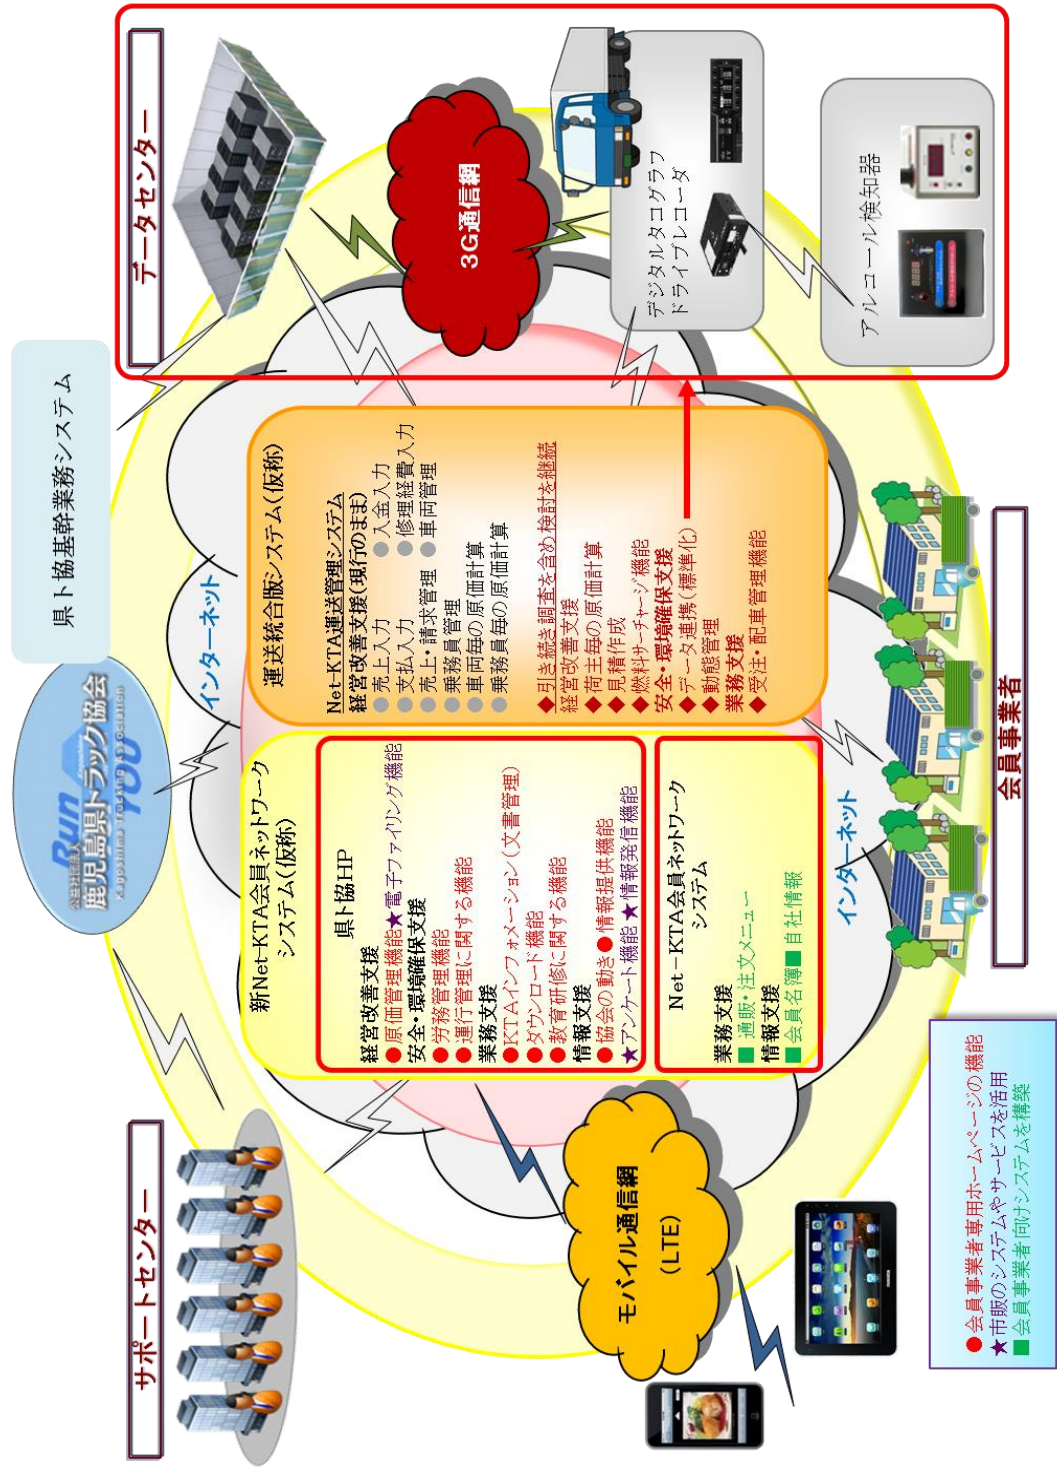 サポートセンター
公益社団法人
Run
鹿児島県トラック協会
Kagoshima Trucking Association
YOU
県ト協基幹業務システム
データセンター
インターネット
新Net-KTA会員ネットワーク
システム(仮称)
県ト協HP
経営改善支援
●原価管理機能★電子ファイリング機能
安全・環境確保支援
●労務管理機能
●運行管理に関する機能
業務支援
●KTAインフォメーション(文書管理)
●ダウンロード機能
●教育研修に関する機能
情報支援
●協会の動き●情報提供機能
★アンケート機能★情報発信機能
Net-KTA会員ネットワーク
システム
業務支援
■通販・注文メニュー
情報支援
■会員名簿■自社情報
運送統合版システム(仮称)
Net-KTA運送管理システム
経営改善支援(現行のまま)
●売上入力 ●入金入力
●支払入力 ●修理経費入力
●売上・請求管理 ●車両管理
●乗務員管理
●車両毎の原価計算
●乗務員毎の原価計算
◆引き続き調査を含め検討を継続
経営改善支援
◆荷主毎の原価計算
◆見積作成
◆燃料サーチャージ機能
安全・環境確保支援
◆データ連携(標準化)
◆動態管理
業務支援
◆受注・配車管理機能
3G通信網
デジタルタコグラフ
ドライブレコーダ
アルコール検知器
モバイル通信網
(LTE)
インターネット
会員事業者
●会員事業者専用ホームページの機能
★市販のシステムやサービスを活用
■会員事業者向けシステムを構築